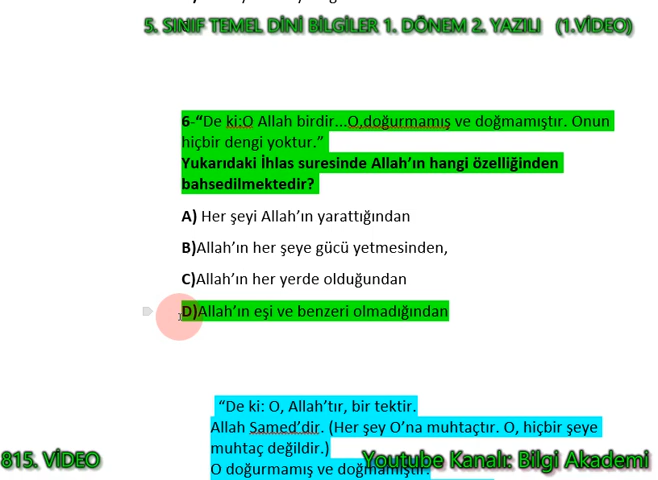 5. SINIF TEMEL DİNİ BİLGİLER 1. DÖNEM 2. YAZILI (1.VİDEO)
6-“De ki:O Allah birdir...O,doğurmamış ve doğmamıştır. Onun
hiçbir dengi yoktur.”
Yukarıdaki İhlas suresinde Allah’ın hangi özelliğinden
bahsedilmektedir?
A) Her şeyi Allah’ın yarattığından
B)Allah’ın her şeye gücü yetmesinden,
C)Allah’ın her yerde olduğundan
D)Allah’ın eşi ve benzeri olmadığından
“De ki: O, Allah’tır, bir tektir.
Allah Samed’dir. (Her şey O’na muhtaçtır. O, hiçbir şeye
muhtaç değildir.)
O doğurmamış ve doğmamıştır.
815. VİDEO
Youtube Kanalı: Bilgi Akademi